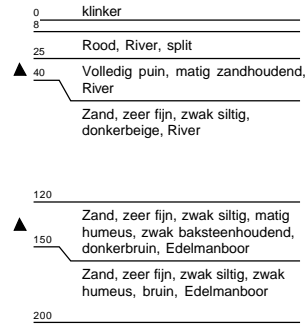 0 klinker
8
25 Rood, River, split
40 Volledig puin, matig zandhoudend,
River
Zand, zeer fijn, zwak siltig,
donkerbeige, River
120
Zand, zeer fijn, zwak siltig, matig
humeus, zwak baksteenhoudend,
150 donkerbruin, Edelmanboor
Zand, zeer fijn, zwak siltig, zwak
humeus, bruin, Edelmanboor
200